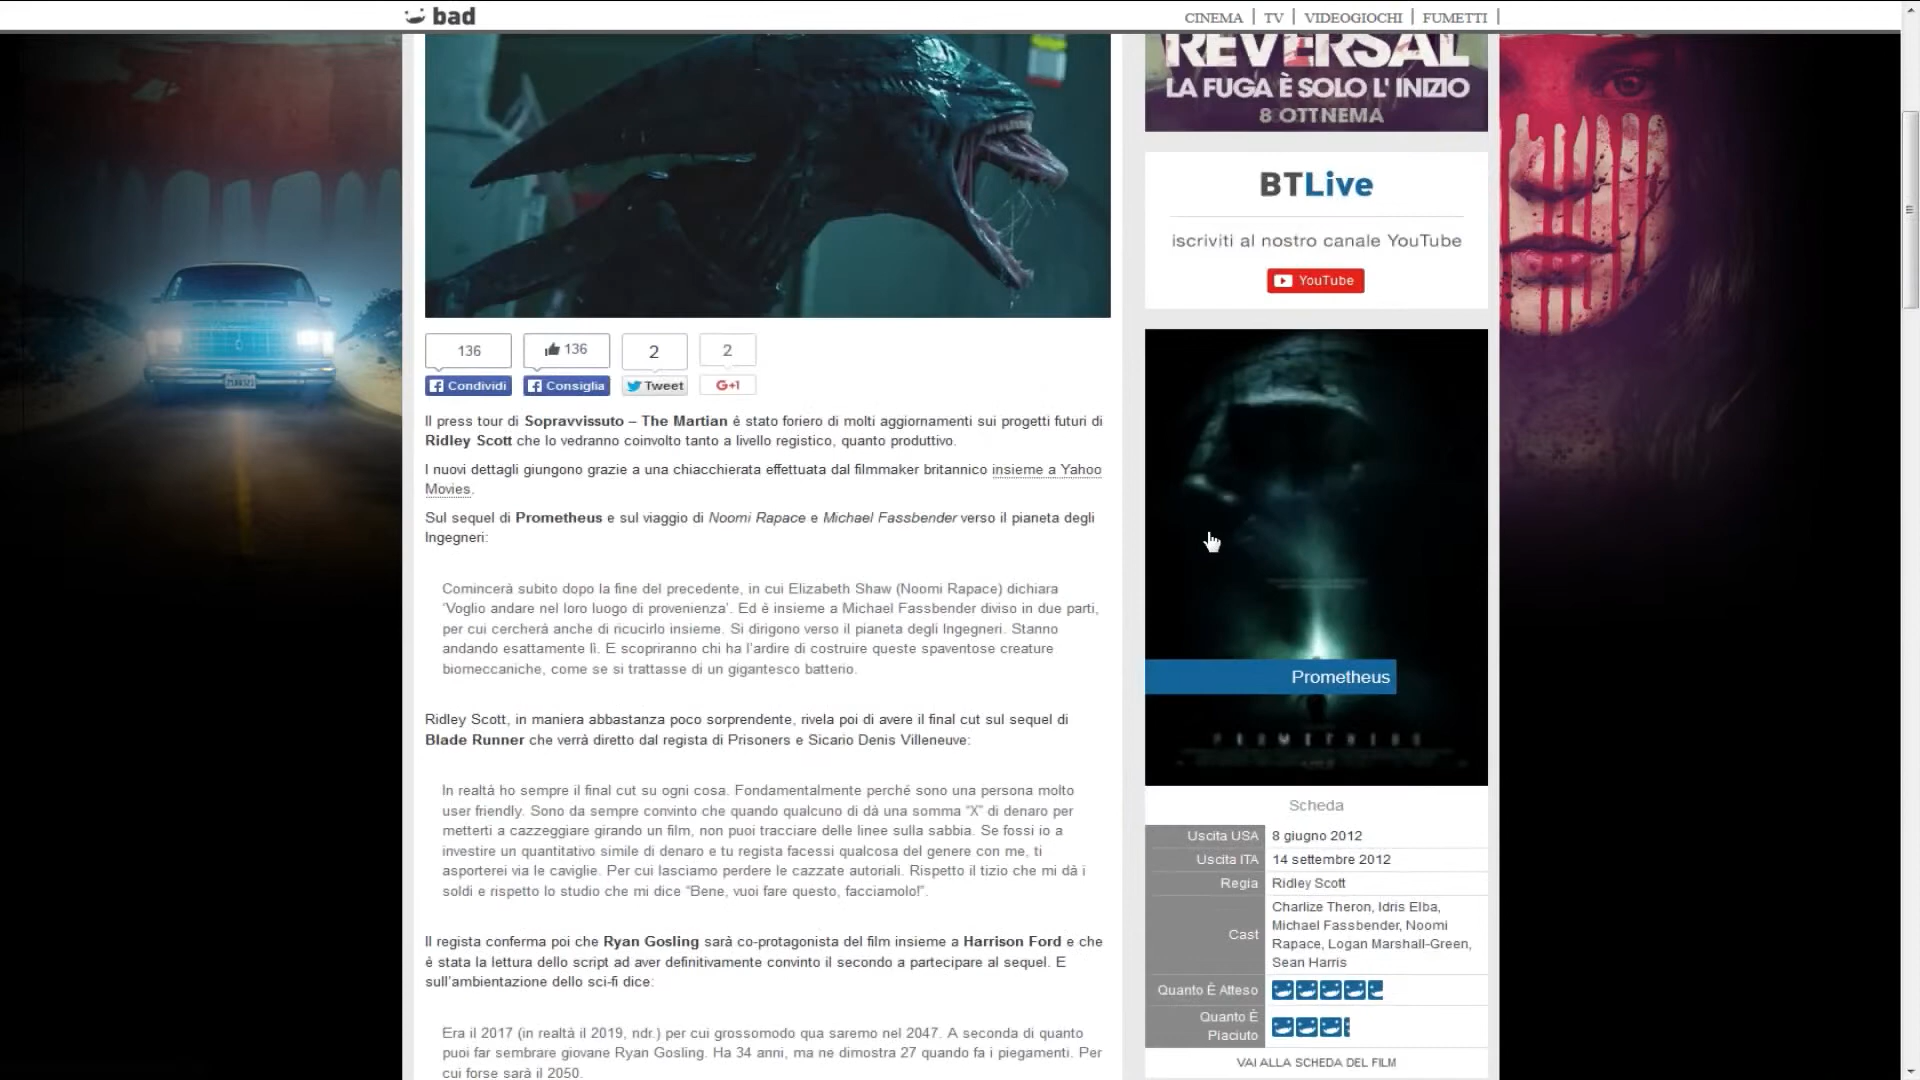 bad
CINEMA | TV | VIDEOGIOCHI | FUMETTI |
REVERSAL
LA FUGA È SOLO L' INIZIO
8 OTTNEMA
BTLive
iscriviti al nostro canale YouTube
YouTube
136
136
2
2
Condividi
Consiglia
Tweet
G+1
Il press tour di Sopravvissuto – The Martian è stato foriero di molti aggiornamenti sui progetti futuri di
Ridley Scott che lo vedranno coinvolto tanto a livello registico, quanto produttivo.
I nuovi dettagli giungono grazie a una chiacchierata effettuata dal filmmaker britannico insieme a Yahoo
Movies.
Sul sequel di Prometheus e sul viaggio di Noomi Rapace e Michael Fassbender verso il pianeta degli
Ingegneri:
Comincerà subito dopo la fine del precedente, in cui Elizabeth Shaw (Noomi Rapace) dichiara
‘Voglio andare nel loro luogo di provenienza’. Ed è insieme a Michael Fassbender diviso in due parti,
per cui cercherà anche di ricucirlo insieme. Si dirigono verso il pianeta degli Ingegneri. Stanno
andando esattamente lì. E scopriranno chi ha l’ardire di costruire queste spaventose creature
biomeccaniche, come se si trattasse di un gigantesco batterio.
Ridley Scott, in maniera abbastanza poco sorprendente, rivela poi di avere il final cut sul sequel di
Blade Runner che verrà diretto dal regista di Prisoners e Sicario Denis Villeneuve:
In realtà ho sempre il final cut su ogni cosa. Fondamentalmente perché sono una persona molto
user friendly. Sono da sempre convinto che quando qualcuno di dà una somma “X” di denaro per
metterti a cazzeggiare girando un film, non puoi tracciare delle linee sulla sabbia. Se fossi io a
investire un quantitativo simile di denaro e tu regista facessi qualcosa del genere con me, ti
asporterei via le caviglie. Per cui lasciamo perdere le cazzate autoriali. Rispetto il tizio che mi dà i
soldi e rispetto lo studio che mi dice “Bene, vuoi fare questo, facciamolo!”.
Il regista conferma poi che Ryan Gosling sarà co-protagonista del film insieme a Harrison Ford e che
è stata la lettura dello script ad aver definitivamente convinto il secondo a partecipare al sequel. E
sull’ambientazione dello sci-fi dice:
Era il 2017 (in realtà il 2019, ndr.) per cui grossomodo qua saremo nel 2047. A seconda di quanto
puoi far sembrare giovane Ryan Gosling. Ha 34 anni, ma ne dimostra 27 quando fa i piegamenti. Per
cui forse sarà il 2050.
Prometheus
PROMETHEUS
Scheda
Uscita USA 8 giugno 2012
Uscita ITA 14 settembre 2012
Regia Ridley Scott
Cast Charlize Theron, Idris Elba,
Michael Fassbender, Noomi
Rapace, Logan Marshall-Green,
Sean Harris
Quanto È Atteso
Quanto È
Piaciuto
VAI ALLA SCHEDA DEL FILM